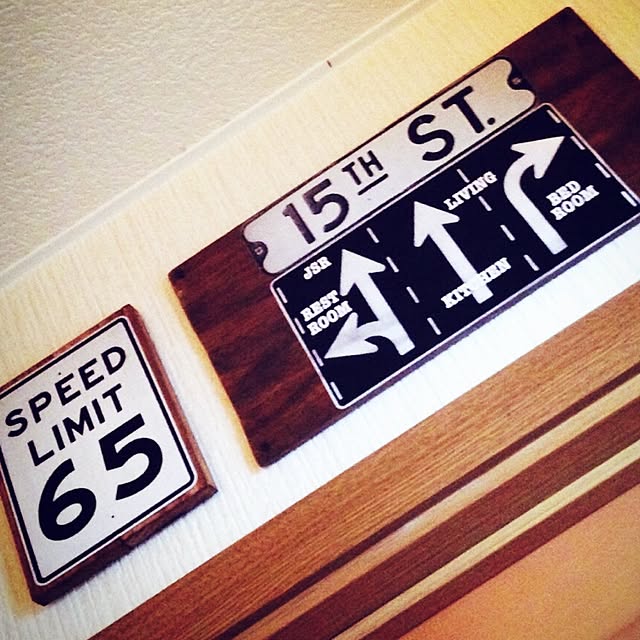 SPEED
LIMIT
65
15TH ST.
JSR
REST
ROOM
LIVING
KITCHEN
BED
ROOM